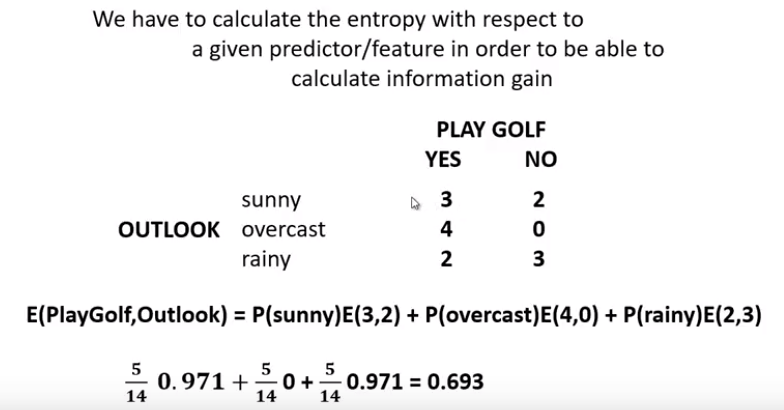 We have to calculate the entropy with respect to
a given predictor/feature in order to be able to
calculate information gain
PLAY GOLF
YES NO
sunny 3 2
OUTLOOK overcast 4 0
rainy 2 3
E(PlayGolf,Outlook) = P(sunny)E(3,2) + P(overcast)E(4,0) + P(rainy)E(2,3)
5/14 0.971 + 5/14 0 + 5/14 0.971 = 0.693